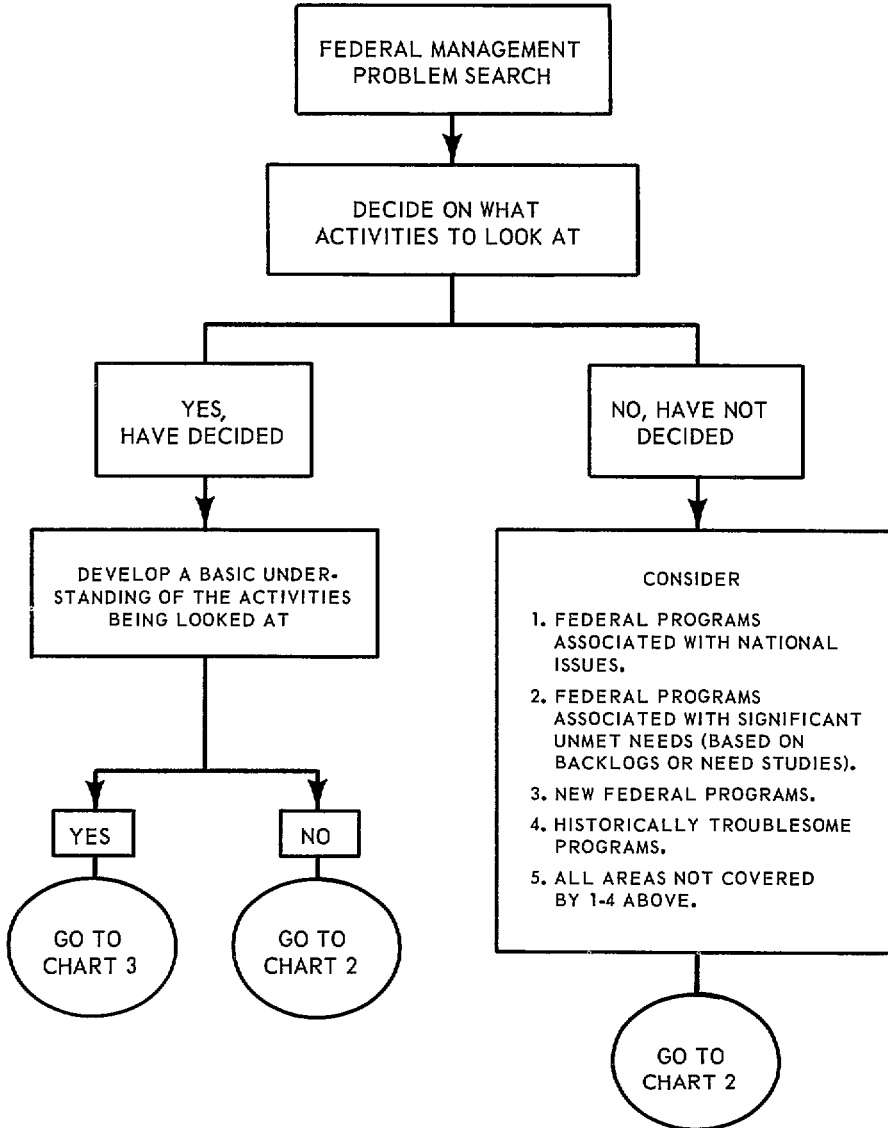 FEDERAL MANAGEMENT
PROBLEM SEARCH
DECIDE ON WHAT
ACTIVITIES TO LOOK AT
YES,
HAVE DECIDED
NO, HAVE NOT
DECIDED
DEVELOP A BASIC UNDER-
STANDING OF THE ACTIVITIES
BEING LOOKED AT
CONSIDER
1. FEDERAL PROGRAMS
ASSOCIATED WITH NATIONAL
ISSUES.
2. FEDERAL PROGRAMS
ASSOCIATED WITH SIGNIFICANT
UNMET NEEDS (BASED ON
BACKLOGS OR NEED STUDIES).
3. NEW FEDERAL PROGRAMS.
4. HISTORICALLY TROUBLESOME
PROGRAMS.
5. ALL AREAS NOT COVERED
BY 1-4 ABOVE.
YES
NO
GO TO
CHART 3
GO TO
CHART 2
GO TO
CHART 2